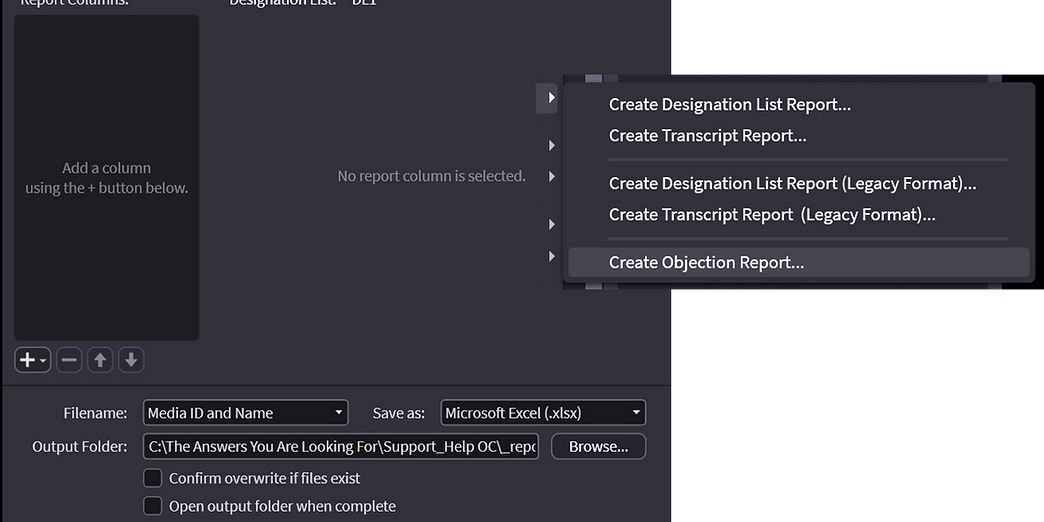 Report Columns:
Designation List: DL1
Add a column
using the + button below.
No report column is selected.
Create Designation List Report...
Create Transcript Report...
Create Designation List Report (Legacy Format)...
Create Transcript Report (Legacy Format)...
Create Objection Report...
Filename:
Media ID and Name
Save as:
Microsoft Excel (.xlsx)
Output Folder:
C:\The Answers You Are Looking For\Support_Help OC\_repo
Browse...
Confirm overwrite if files exist
Open output folder when complete